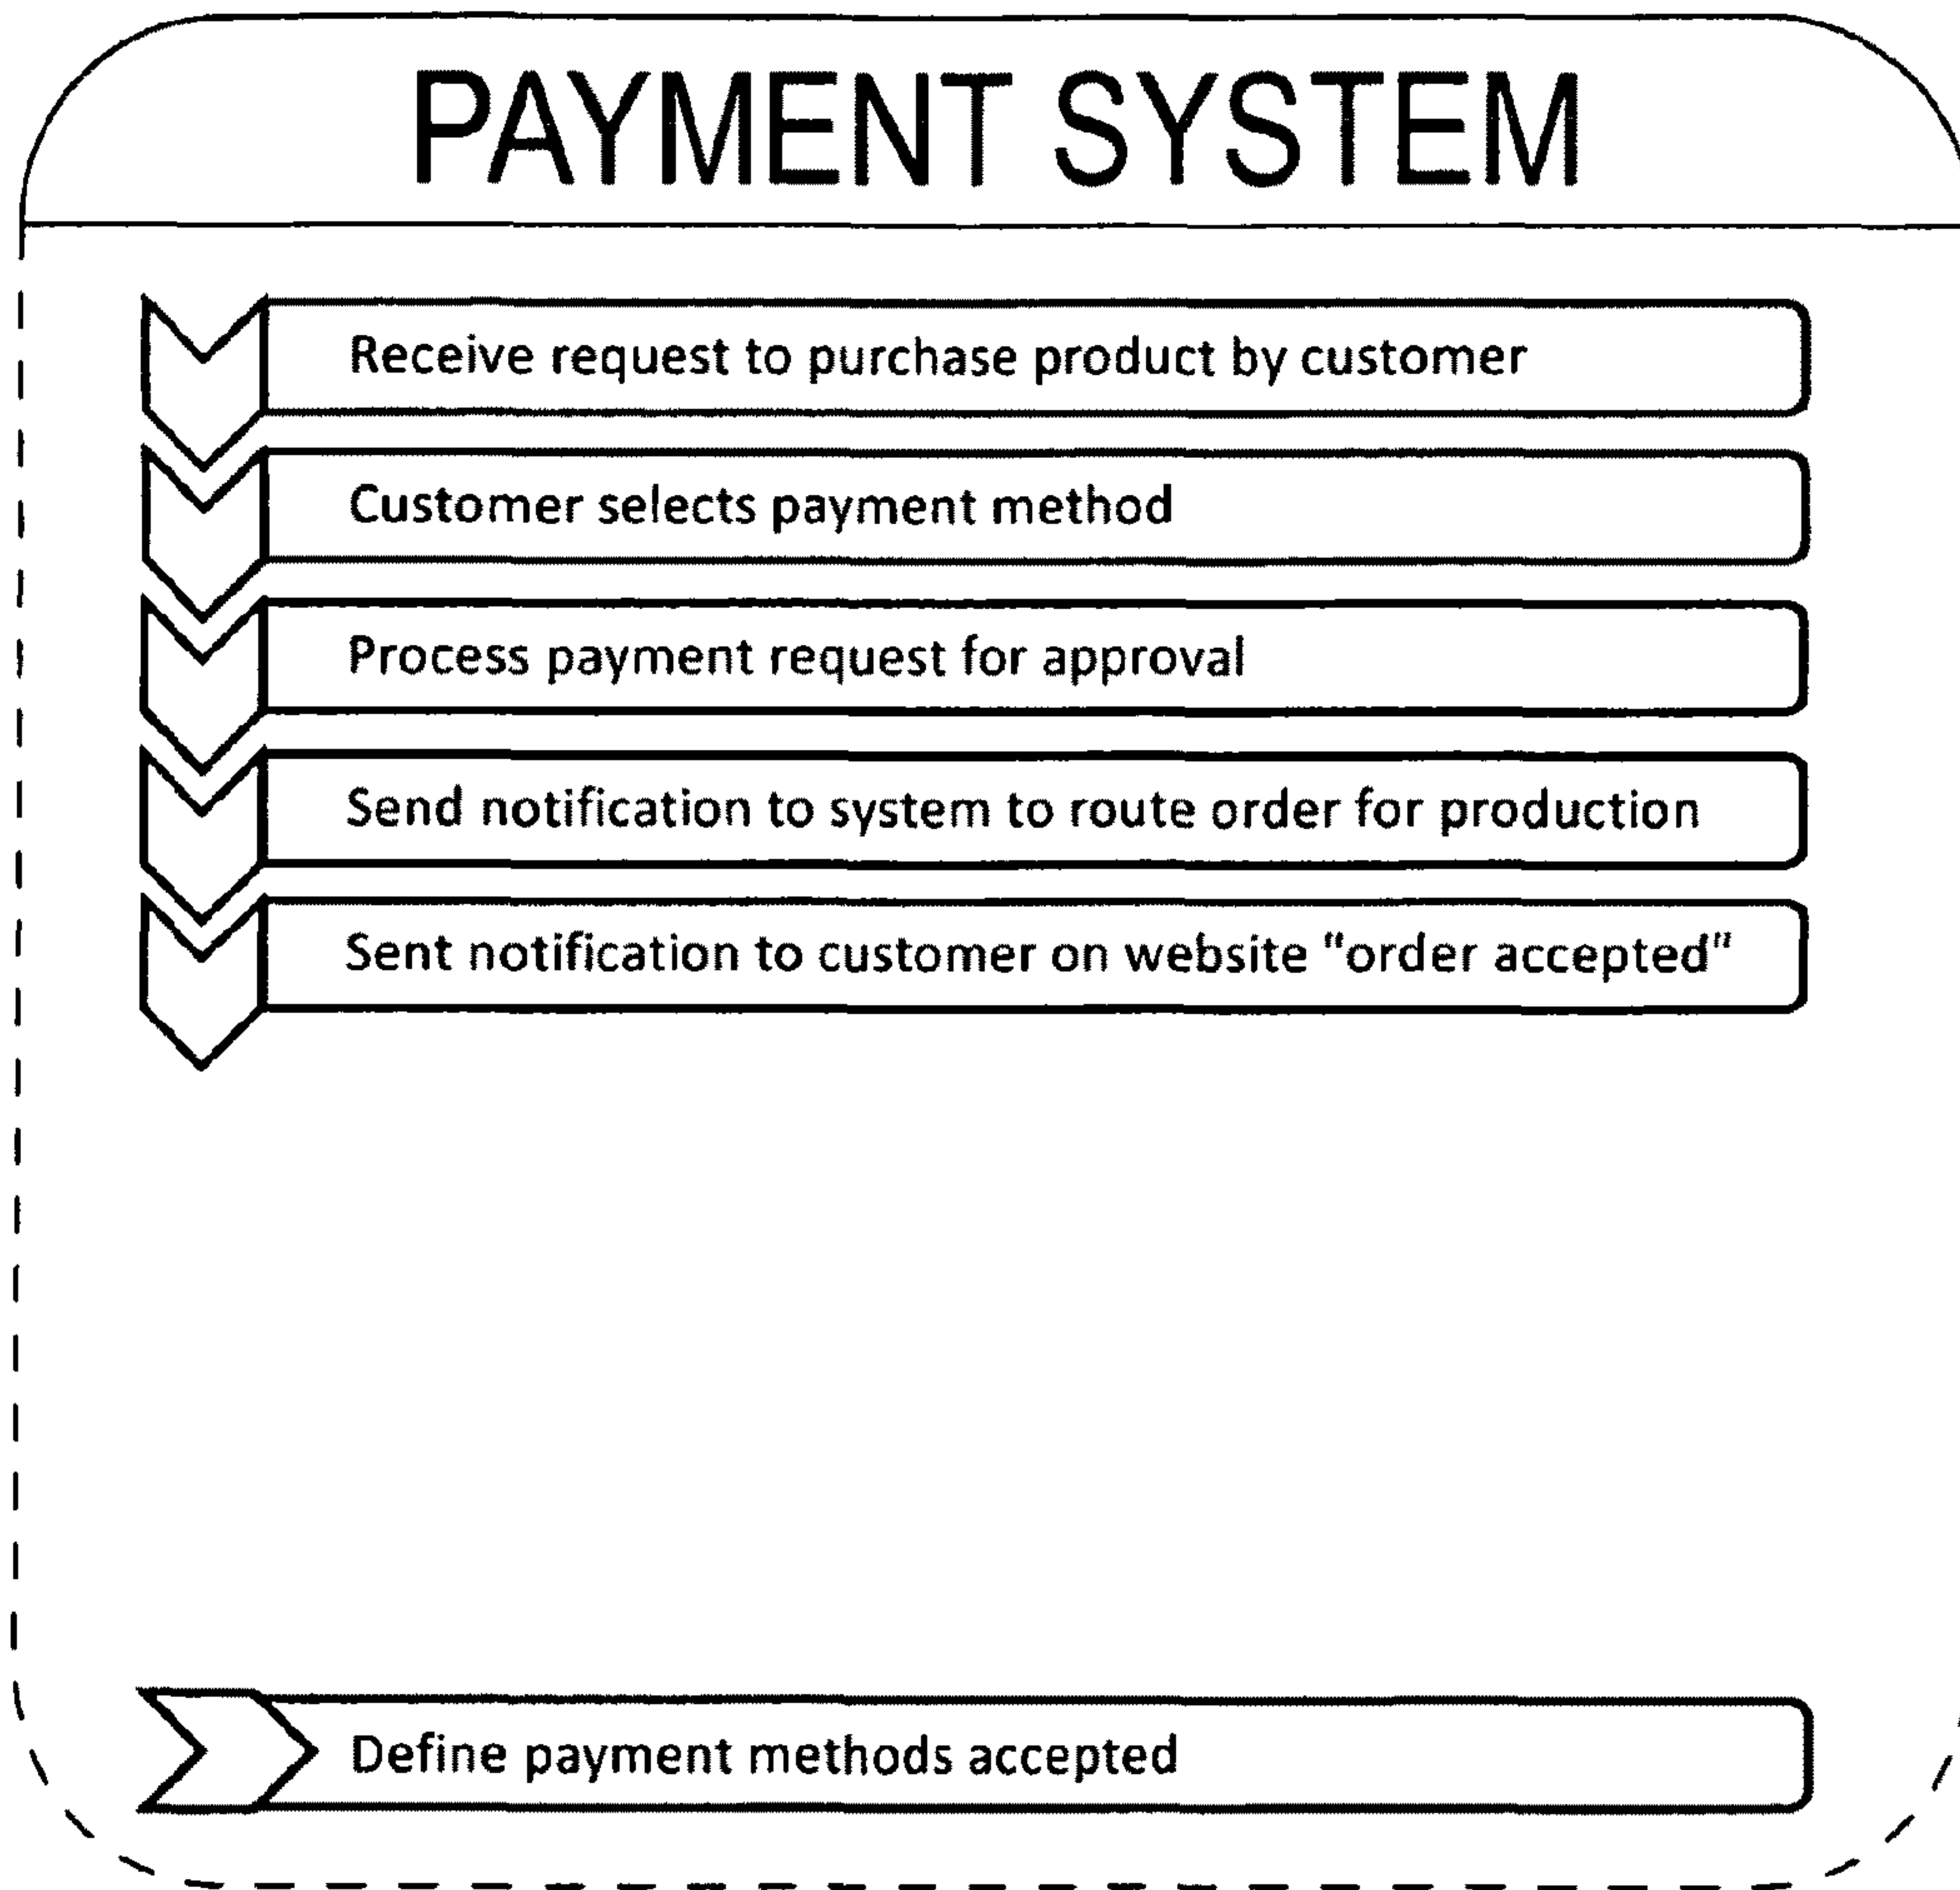 PAYMENT SYSTEM
Receive request to purchase product by customer
Customer selects payment method
Process payment request for approval
Send notification to system to route order for production
Sent notification to customer on website "order accepted"
Define payment methods accepted